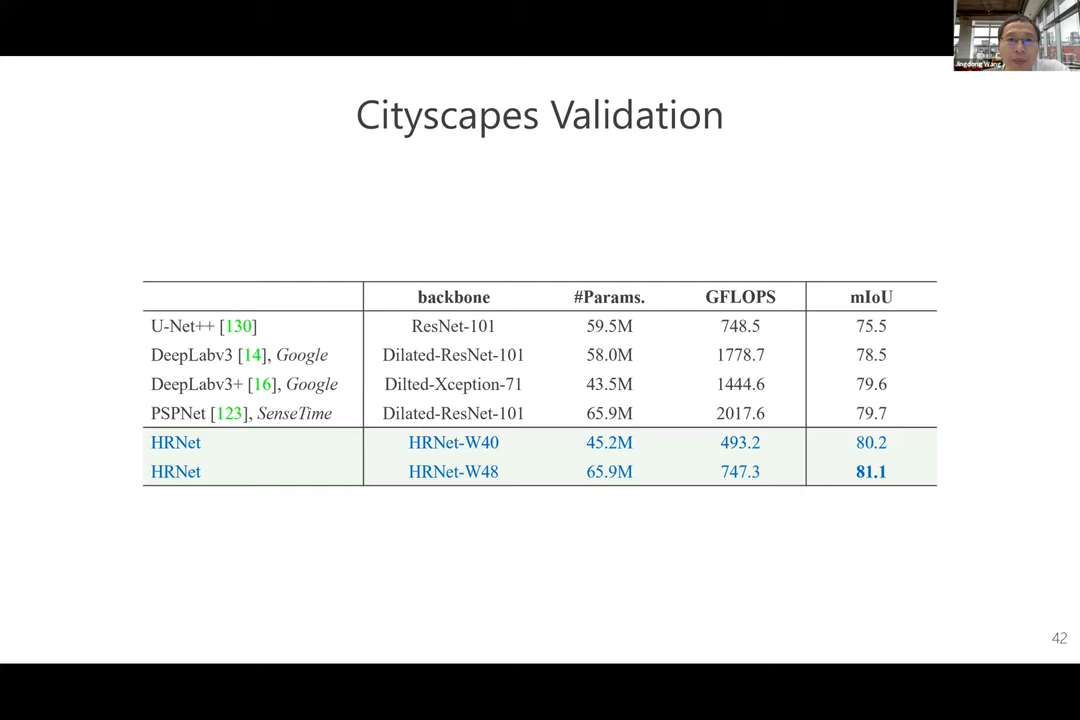 Jingdong Wang
Cityscapes Validation
backbone #Params. GFLOPS mIoU
U-Net++ [130] ResNet-101 59.5M 748.5 75.5
DeepLabv3 [14], Google Dilated-ResNet-101 58.0M 1778.7 78.5
DeepLabv3+ [16], Google Dilted-Xception-71 43.5M 1444.6 79.6
PSPNet [123], SenseTime Dilated-ResNet-101 65.9M 2017.6 79.7
HRNet HRNet-W40 45.2M 493.2 80.2
HRNet HRNet-W48 65.9M 747.3 81.1
42